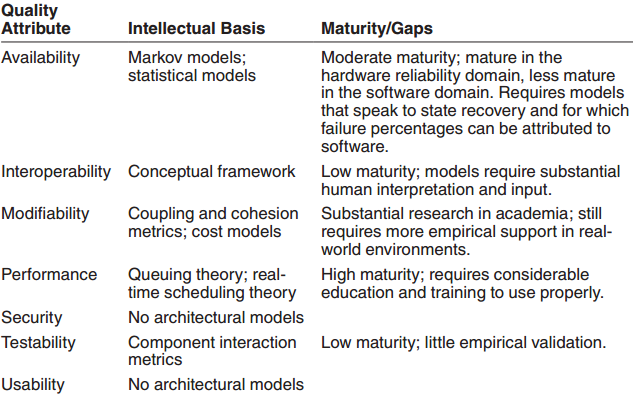 Quality
Attribute Intellectual Basis Maturity/Gaps
Availability Markov models; Moderate maturity; mature in the
statistical models hardware reliability domain, less mature
in the software domain. Requires models
that speak to state recovery and for which
failure percentages can be attributed to
software.
Interoperability Conceptual framework Low maturity; models require substantial
human interpretation and input.
Modifiability Coupling and cohesion Substantial research in academia; still
metrics; cost models requires more empirical support in real-
world environments.
Performance Queuing theory; real- High maturity; requires considerable
time scheduling theory education and training to use properly.
Security No architectural models
Testability Component interaction Low maturity; little empirical validation.
metrics
Usability No architectural models